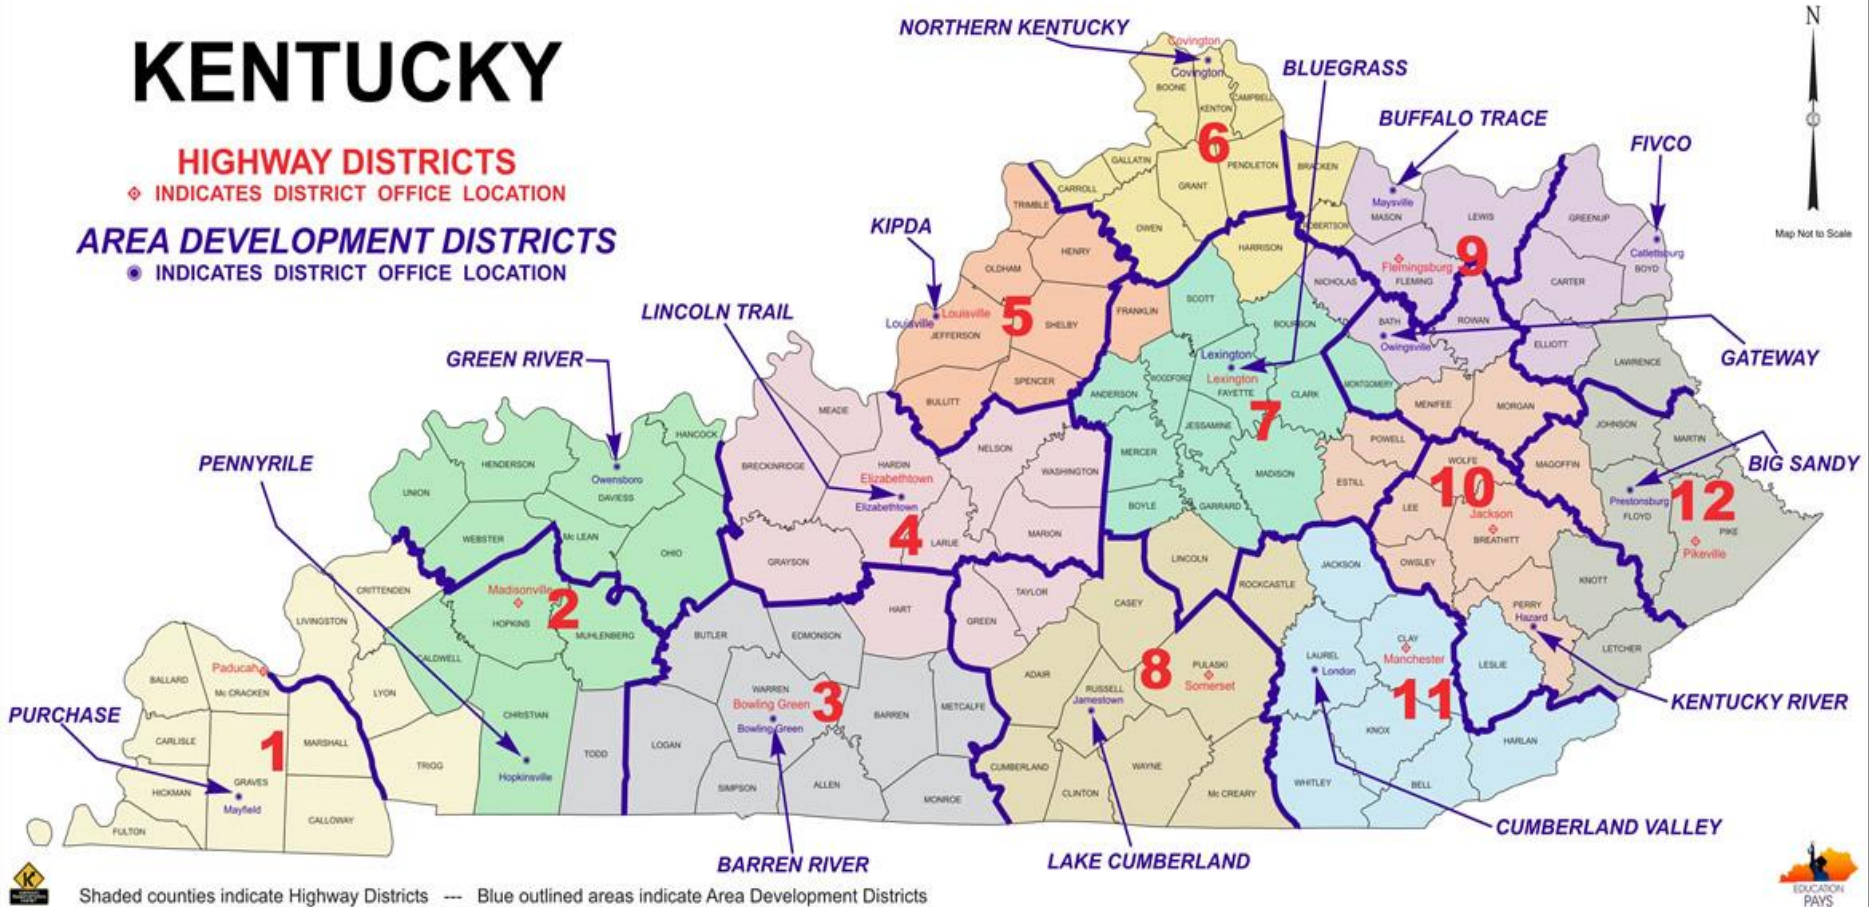 KENTUCKY
HIGHWAY DISTRICTS
INDICATES DISTRICT OFFICE LOCATION
AREA DEVELOPMENT DISTRICTS
INDICATES DISTRICT OFFICE LOCATION
N
Map Not to Scale
NORTHERN KENTUCKY
BLUEGRASS
BUFFALO TRACE
FIVCO
KIPDA
LINCOLN TRAIL
GREEN RIVER
PENNYRILE
PURCHASE
GATEWAY
BIG SANDY
KENTUCKY RIVER
CUMBERLAND VALLEY
LAKE CUMBERLAND
BARREN RIVER
Covington
Covington
BOONE
KENTON
CAMPBELL
6
GALLATIN
PENDLETON
BRACKEN
CARROLL
GRANT
OWEN
HARRISON
ROBERTSON
Maysville
MASON
LEWIS
GREENUP
9
Flemingsburg
FLEMING
NICHOLAS
CARTER
Catlettsburg
BOYD
BATH
Owingsville
ROWAN
ELLIOTT
LAWRENCE
TRIMBLE
HENRY
OLDHAM
5
Louisville
Louisville
JEFFERSON
SHELBY
FRANKLIN
SPENCER
BULLITT
SCOTT
BOURBON
Lexington
Lexington
FAYETTE
WOODFORD
ANDERSON
CLARK
MONTGOMERY
7
JESSAMINE
MERCER
MADISON
BOYLE
GARRARD
MENIFEE
MORGAN
POWELL
WOLFE
MAGOFFIN
ESTILL
LEE
10
Jackson
BREATHITT
OWSLEY
PERRY
Hazard
JOHNSON
MARTIN
Prestonsburg
FLOYD
12
PIKE
Pikeville
KNOTT
LETCHER
MEADE
BRECKINRIDGE
HARDIN
Elizabethtown
Elizabethtown
NELSON
WASHINGTON
4
LARUE
MARION
GRAYSON
HART
TAYLOR
GREEN
HANCOCK
HENDERSON
Owensboro
DAVIESS
UNION
WEBSTER
Mc LEAN
OHIO
Madisonville
2
HOPKINS
MUHLENBERG
CALDWELL
CHRISTIAN
Hopkinsville
TODD
CRITTENDEN
LIVINGSTON
LYON
TRIGG
Paducah
Mc CRACKEN
BALLARD
CARLISLE
1
MARSHALL
GRAVES
Mayfield
HICKMAN
FULTON
CALLOWAY
BUTLER
EDMONSON
WARREN
Bowling Green
Bowling Green
3
BARREN
METCALFE
LOGAN
SIMPSON
ALLEN
MONROE
LINCOLN
ROCKCASTLE
CASEY
ADAIR
8
PULASKI
Somerset
RUSSELL
Jamestown
CUMBERLAND
CLINTON
WAYNE
Mc CREARY
JACKSON
CLAY
Manchester
LAUREL
London
LESLIE
11
KNOX
WHITLEY
BELL
HARLAN
Shaded counties indicate Highway Districts --- Blue outlined areas indicate Area Development Districts
EDUCATION
PAYS